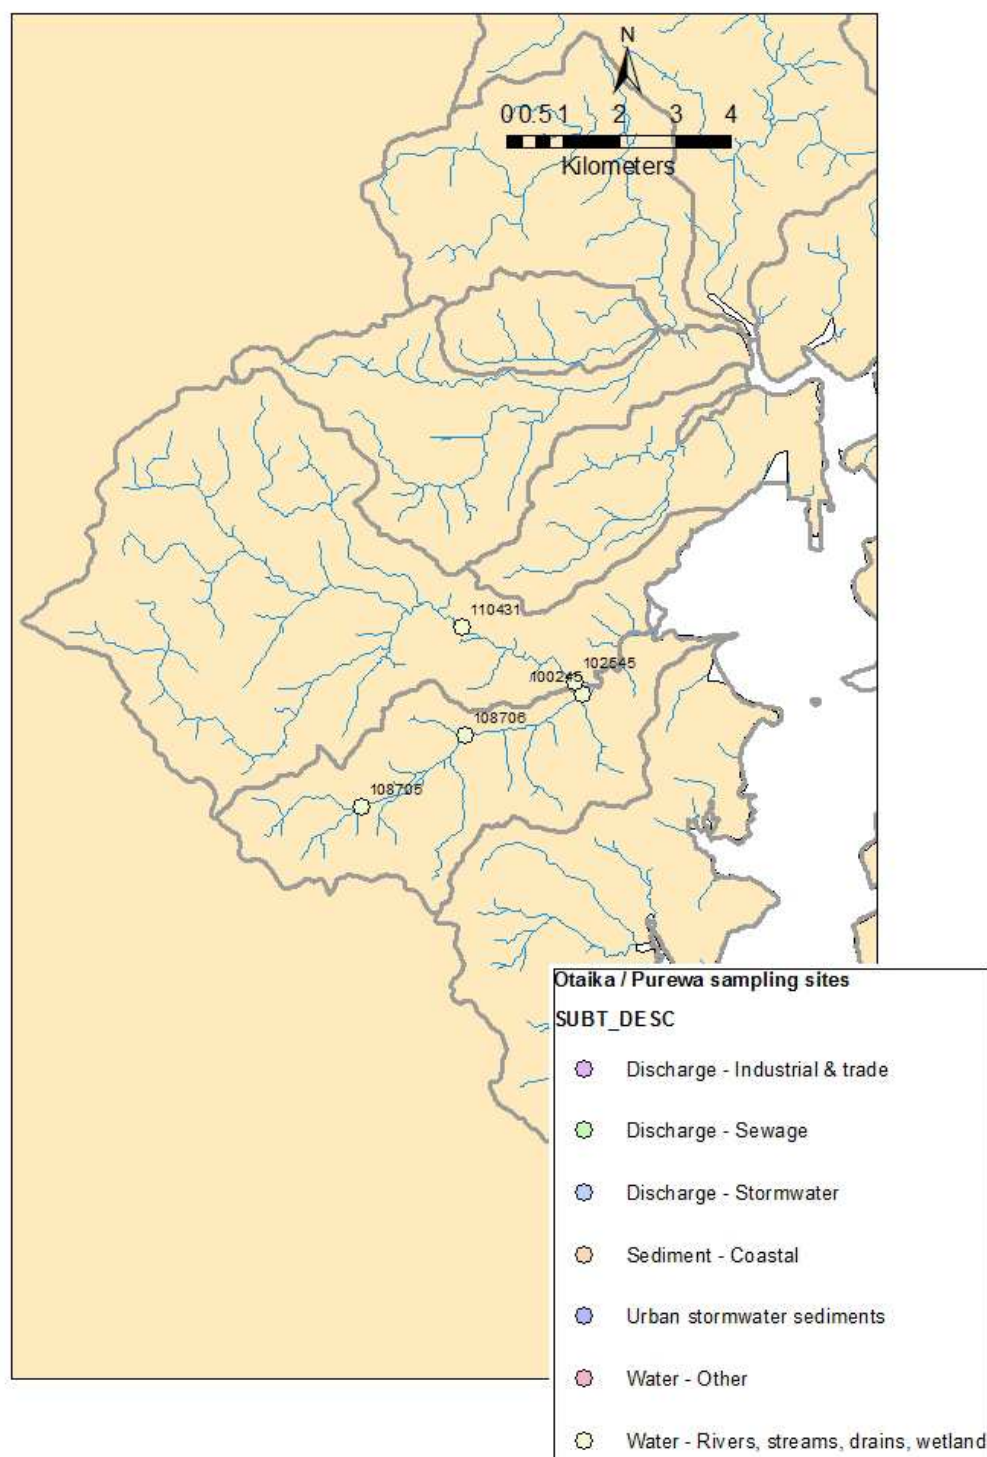 N
0 0.5 1 2 3 4
Kilometers
110431
102545
100245
108706
108705
Otaika / Purewa sampling sites
SUBT_DESC
Discharge - Industrial & trade
Discharge - Sewage
Discharge - Stormwater
Sediment - Coastal
Urban stormwater sediments
Water - Other
Water - Rivers, streams, drains, wetland